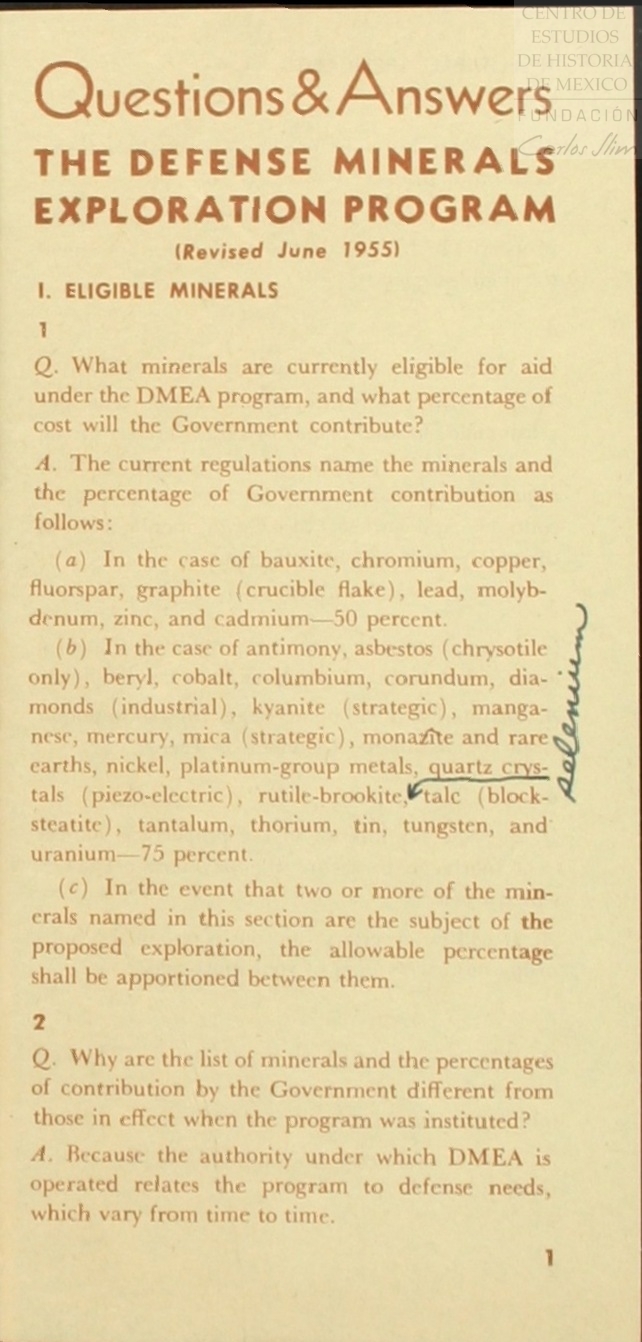 CENTRO DE
ESTUDIOS
DE HISTORIA
DE MEXICO
FUNDACIÓN
Carlos Slim
Questions & Answers
THE DEFENSE MINERALS
EXPLORATION PROGRAM
(Revised June 1955)
I. ELIGIBLE MINERALS
1
Q. What minerals are currently eligible for aid
under the DMEA program, and what percentage of
cost will the Government contribute?
A. The current regulations name the minerals and
the percentage of Government contribution as
follows:
(a) In the case of bauxite, chromium, copper,
fluorspar, graphite (crucible flake), lead, molyb-
denum, zinc, and cadmium—50 percent.
(b) In the case of antimony, asbestos (chrysotile
only), beryl, cobalt, columbium, corundum, dia-
monds (industrial), kyanite (strategic), manga-
nese, mercury, mica (strategic), monazite and rare
earths, nickel, platinum-group metals, quartz crys-
tals (piezo-electric), rutile-brookite, talc (block-
steatite), tantalum, thorium, tin, tungsten, and
uranium—75 percent.
selenium
(c) In the event that two or more of the min-
erals named in this section are the subject of the
proposed exploration, the allowable percentage
shall be apportioned between them.
2
Q. Why are the list of minerals and the percentages
of contribution by the Government different from
those in effect when the program was instituted?
A. Because the authority under which DMEA is
operated relates the program to defense needs,
which vary from time to time.
1